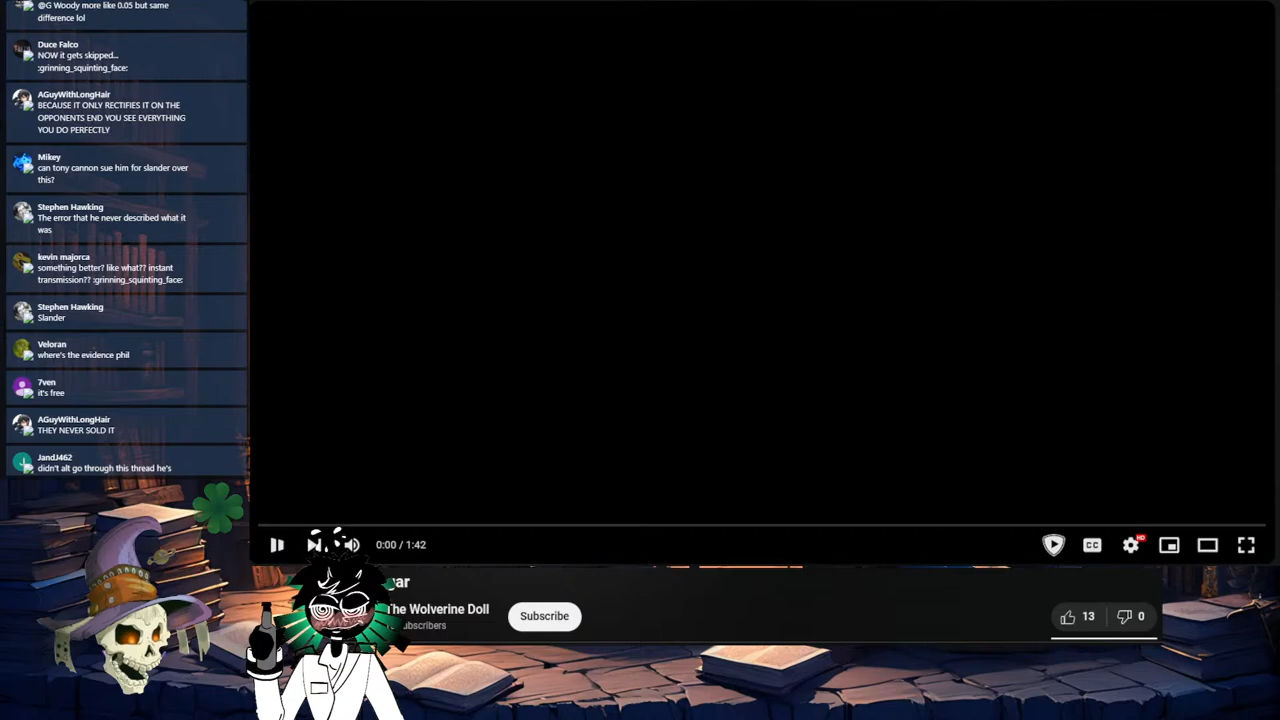 @G Woody more like 0.05 but same
difference lol
Duce Falco
NOW it gets skipped...
:grinning_squinting_face:
AGuyWithLongHair
BECAUSE IT ONLY RECTIFIES IT ON THE
OPPONENTS END YOU SEE EVERYTHING
YOU DO PERFECTLY
Mikey
can tony cannon sue him for slander over
this?
Stephen Hawking
The error that he never described what it
was
kevin majorca
something better? like what?? instant
transmission?? :grinning_squinting_face:
Stephen Hawking
Slander
Veloran
where's the evidence phil
7ven
it's free
AGuyWithLongHair
THEY NEVER SOLD IT
JandJ462
didn't alt go through this thread he's
0:00 / 1:42
CC
HD
The Wolverine Doll
Subscribe
13
0